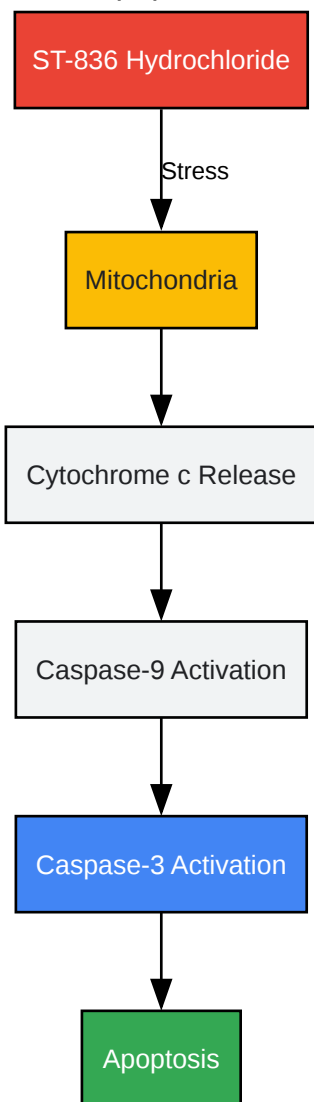 ST-836 Hydrochloride
Stress
Mitochondria
Cytochrome c Release
Caspase-9 Activation
Caspase-3 Activation
Apoptosis